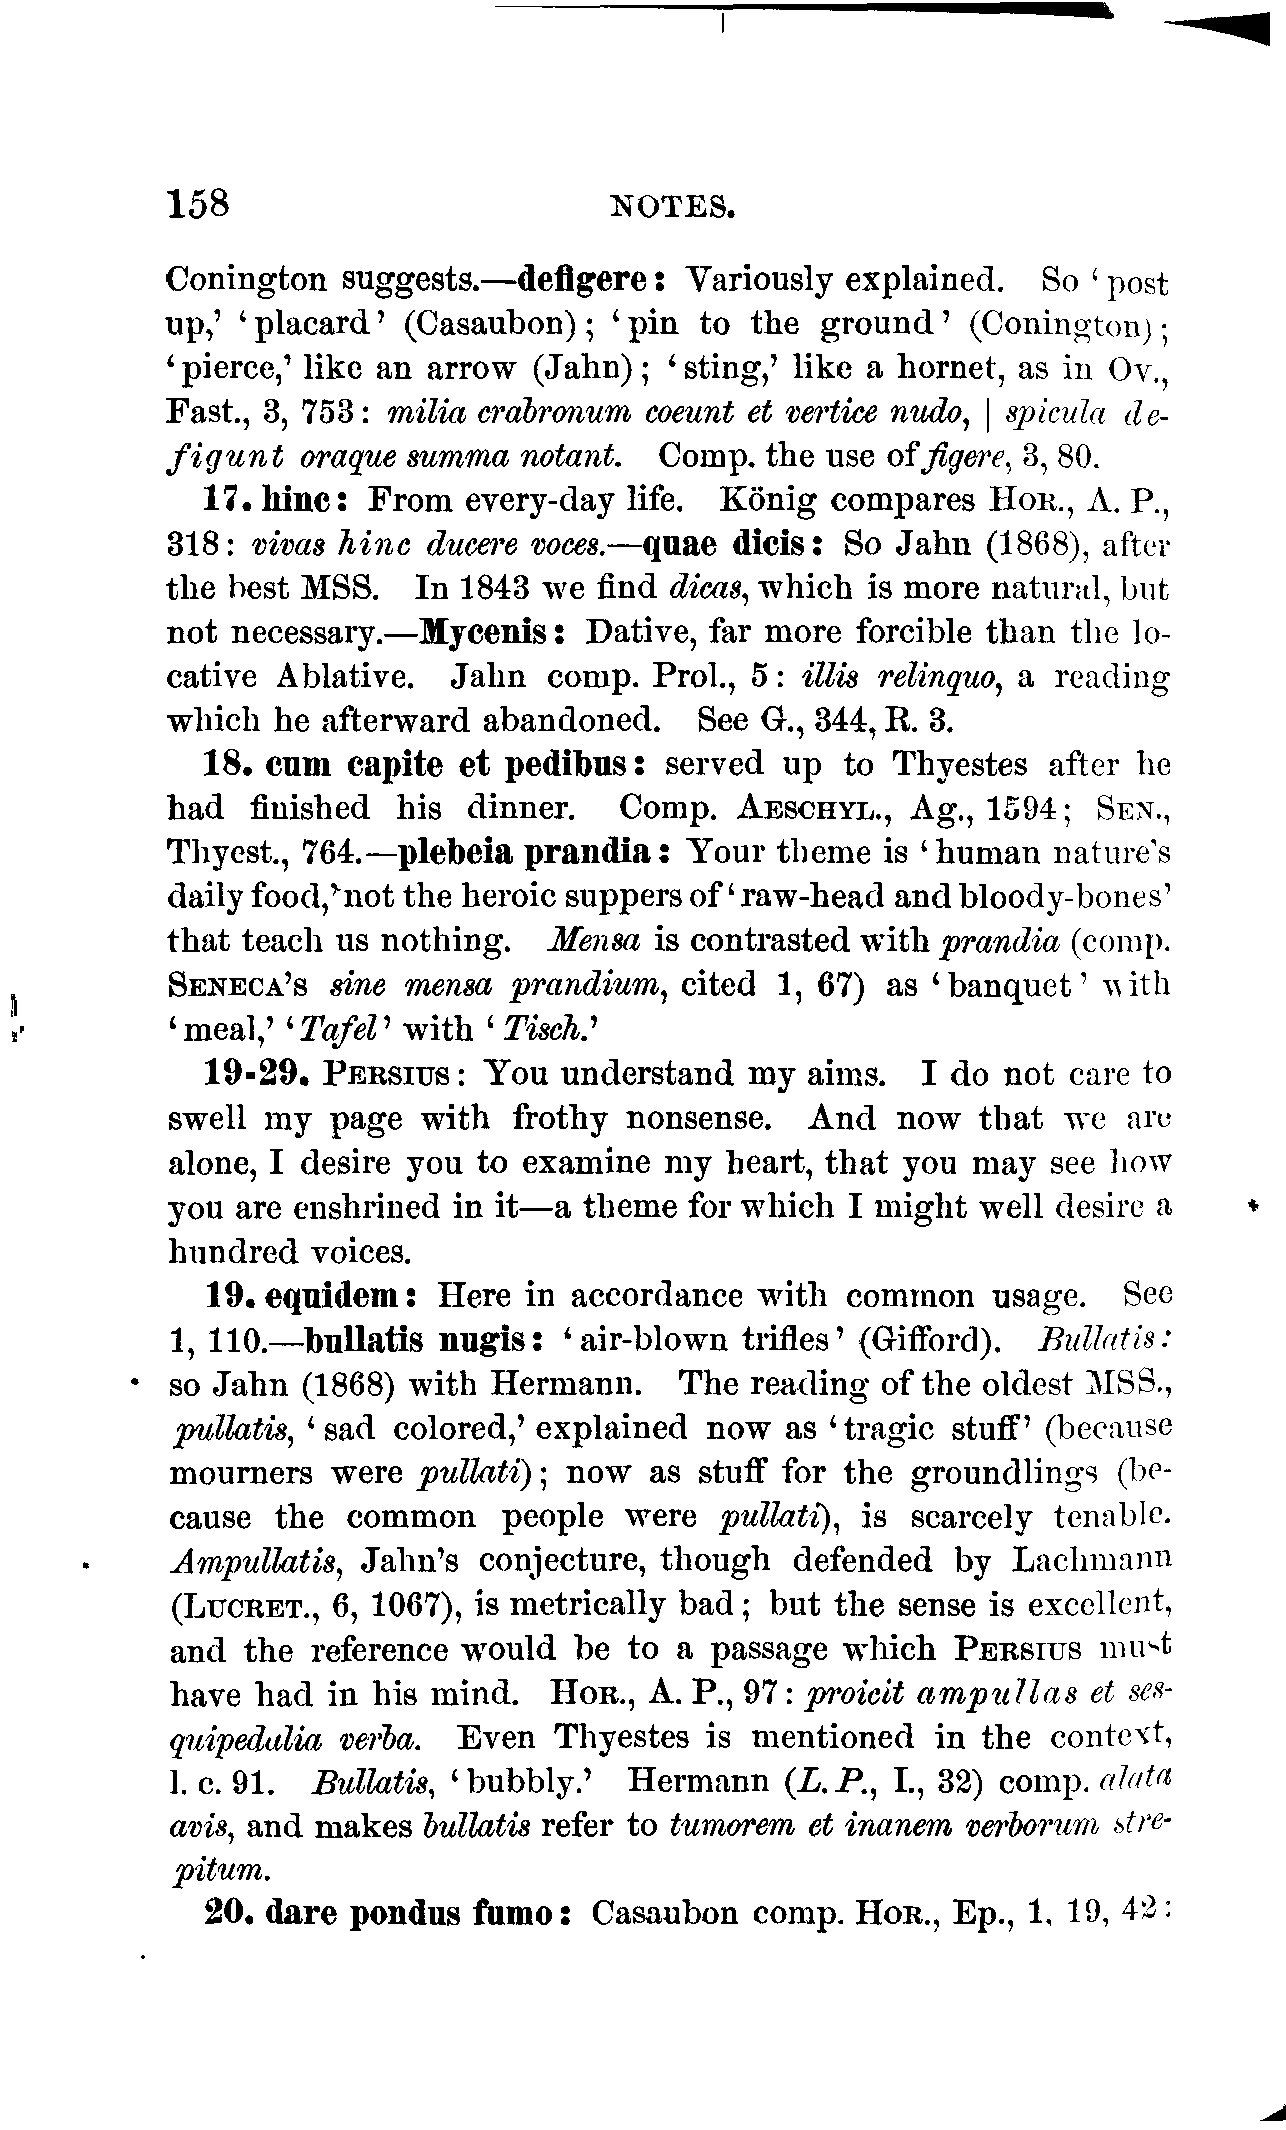 158 NOTES.
Conington suggests.—defigere: Variously explained. So ‘post
up,’ ‘placard’ (Casaubon); ‘pin to the ground’ (Conington);
‘pierce,’ like an arrow (Jahn); ‘sting,’ like a hornet, as in Ov.,
Fast., 3, 753: milia crabronum coeunt et vertice nudo, | spicula de-
figunt oraque summa notant. Comp. the use of figere, 3, 80.
17. hinc: From every-day life. König compares HOR., A. P.,
318: vivas hinc ducere voces.—quae dicis: So Jahn (1868), after
the best MSS. In 1843 we find dicas, which is more natural, but
not necessary.—Mycenis: Dative, far more forcible than the lo-
cative Ablative. Jahn comp. Prol., 5: illis relinquo, a reading
which he afterward abandoned. See G., 344, R. 3.
18. cum capite et pedibus: served up to Thyestes after he
had finished his dinner. Comp. AESCHYL., Ag., 1594; SEN.,
Thyest., 764.—plebeia prandia: Your theme is ‘human nature's
daily food,’ not the heroic suppers of ‘raw-head and bloody-bones’
that teach us nothing. Mensa is contrasted with prandia (comp.
SENECA’S sine mensa prandium, cited 1, 67) as ‘banquet’ with
‘meal,’ ‘Tafel’ with ‘Tisch.’
19-29. PERSIUS: You understand my aims. I do not care to
swell my page with frothy nonsense. And now that we are
alone, I desire you to examine my heart, that you may see how
you are enshrined in it—a theme for which I might well desire a
hundred voices.
19. equidem: Here in accordance with common usage. See
1, 110.—bullatis nugis: ‘air-blown trifles’ (Gifford). Bullatis:
so Jahn (1868) with Hermann. The reading of the oldest MSS.,
pullatis, ‘sad colored,’ explained now as ‘tragic stuff’ (because
mourners were pullati); now as stuff for the groundlings (be-
cause the common people were pullati), is scarcely tenable.
Ampullatis, Jahn’s conjecture, though defended by Lachmann
(LUCRET., 6, 1067), is metrically bad; but the sense is excellent,
and the reference would be to a passage which PERSIUS must
have had in his mind. HOR., A. P., 97: proicit ampullas et ses-
quipedalia verba. Even Thyestes is mentioned in the context,
l. c. 91. Bullatis, ‘bubbly.’ Hermann (L. P., I., 32) comp. alata
avis, and makes bullatis refer to tumorem et inanem verborum stre-
pitum.
20. dare pondus fumo: Casaubon comp. HOR., Ep., 1, 19, 42: